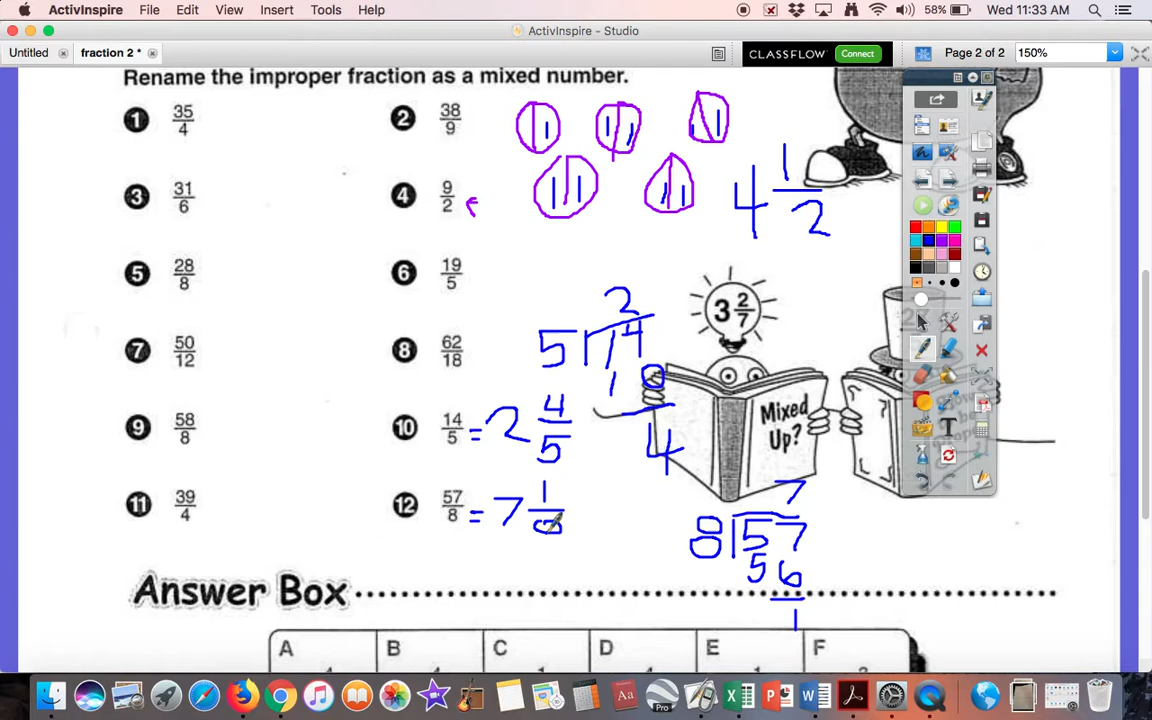 ActivInspire File Edit View Insert Tools Help 58% Wed 11:33 AM
ActivInspire - Studio
Untitled fraction 2 * CLASSFLOW Connect Page 2 of 2 150%
Rename the improper fraction as a mixed number.
1 35/4 2 38/9
3 31/6 4 9/2 4 1/2
5 28/8 6 19/5
3 2/7
7 50/12 8 62/18
2
5 14
10
4
Mixed
Up?
9 58/8 10 14/5 = 2 4/5
11 39/4 12 57/8 = 7 1/8
7
8 57
56
1
Answer Box
A B C D E F